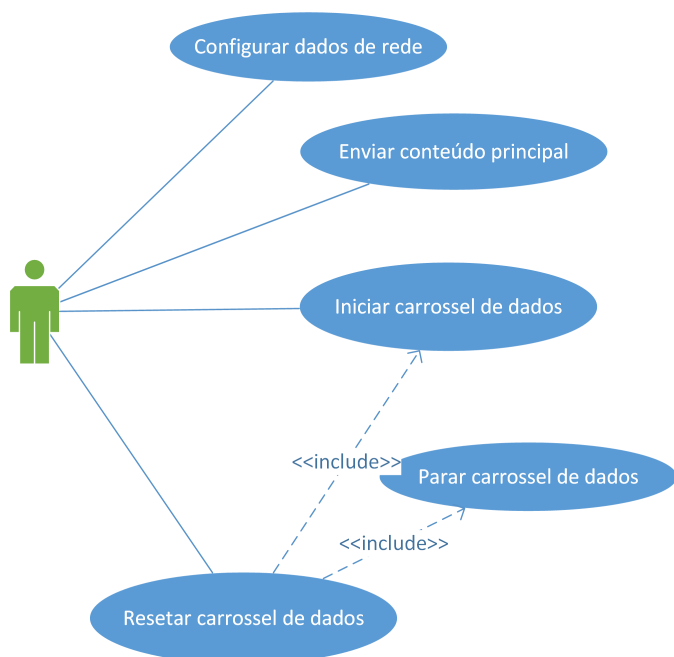 Configurar dados de rede
Enviar conteúdo principal
Iniciar carrossel de dados
<<include>>
Parar carrossel de dados
<<include>>
Resetar carrossel de dados